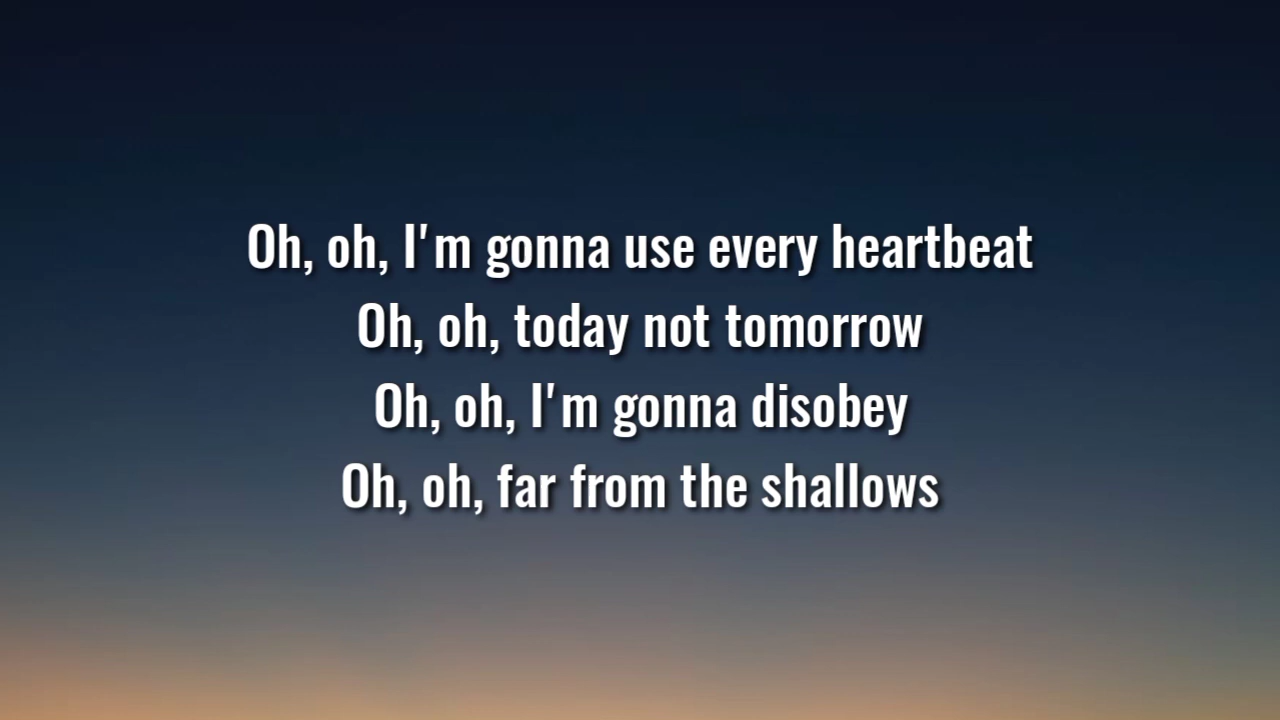 Oh, oh, I'm gonna use every heartbeat
Oh, oh, today not tomorrow
Oh, oh, I'm gonna disobey
Oh, oh, far from the shallows